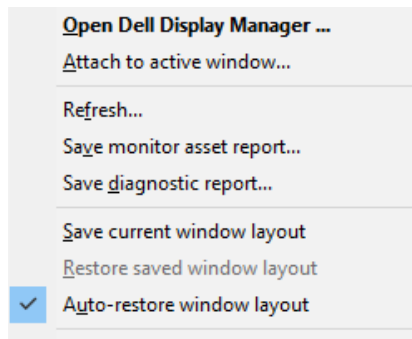 Open Dell Display Manager ...
Attach to active window...
Refresh...
Save monitor asset report...
Save diagnostic report...
Save current window layout
Restore saved window layout
Auto-restore window layout